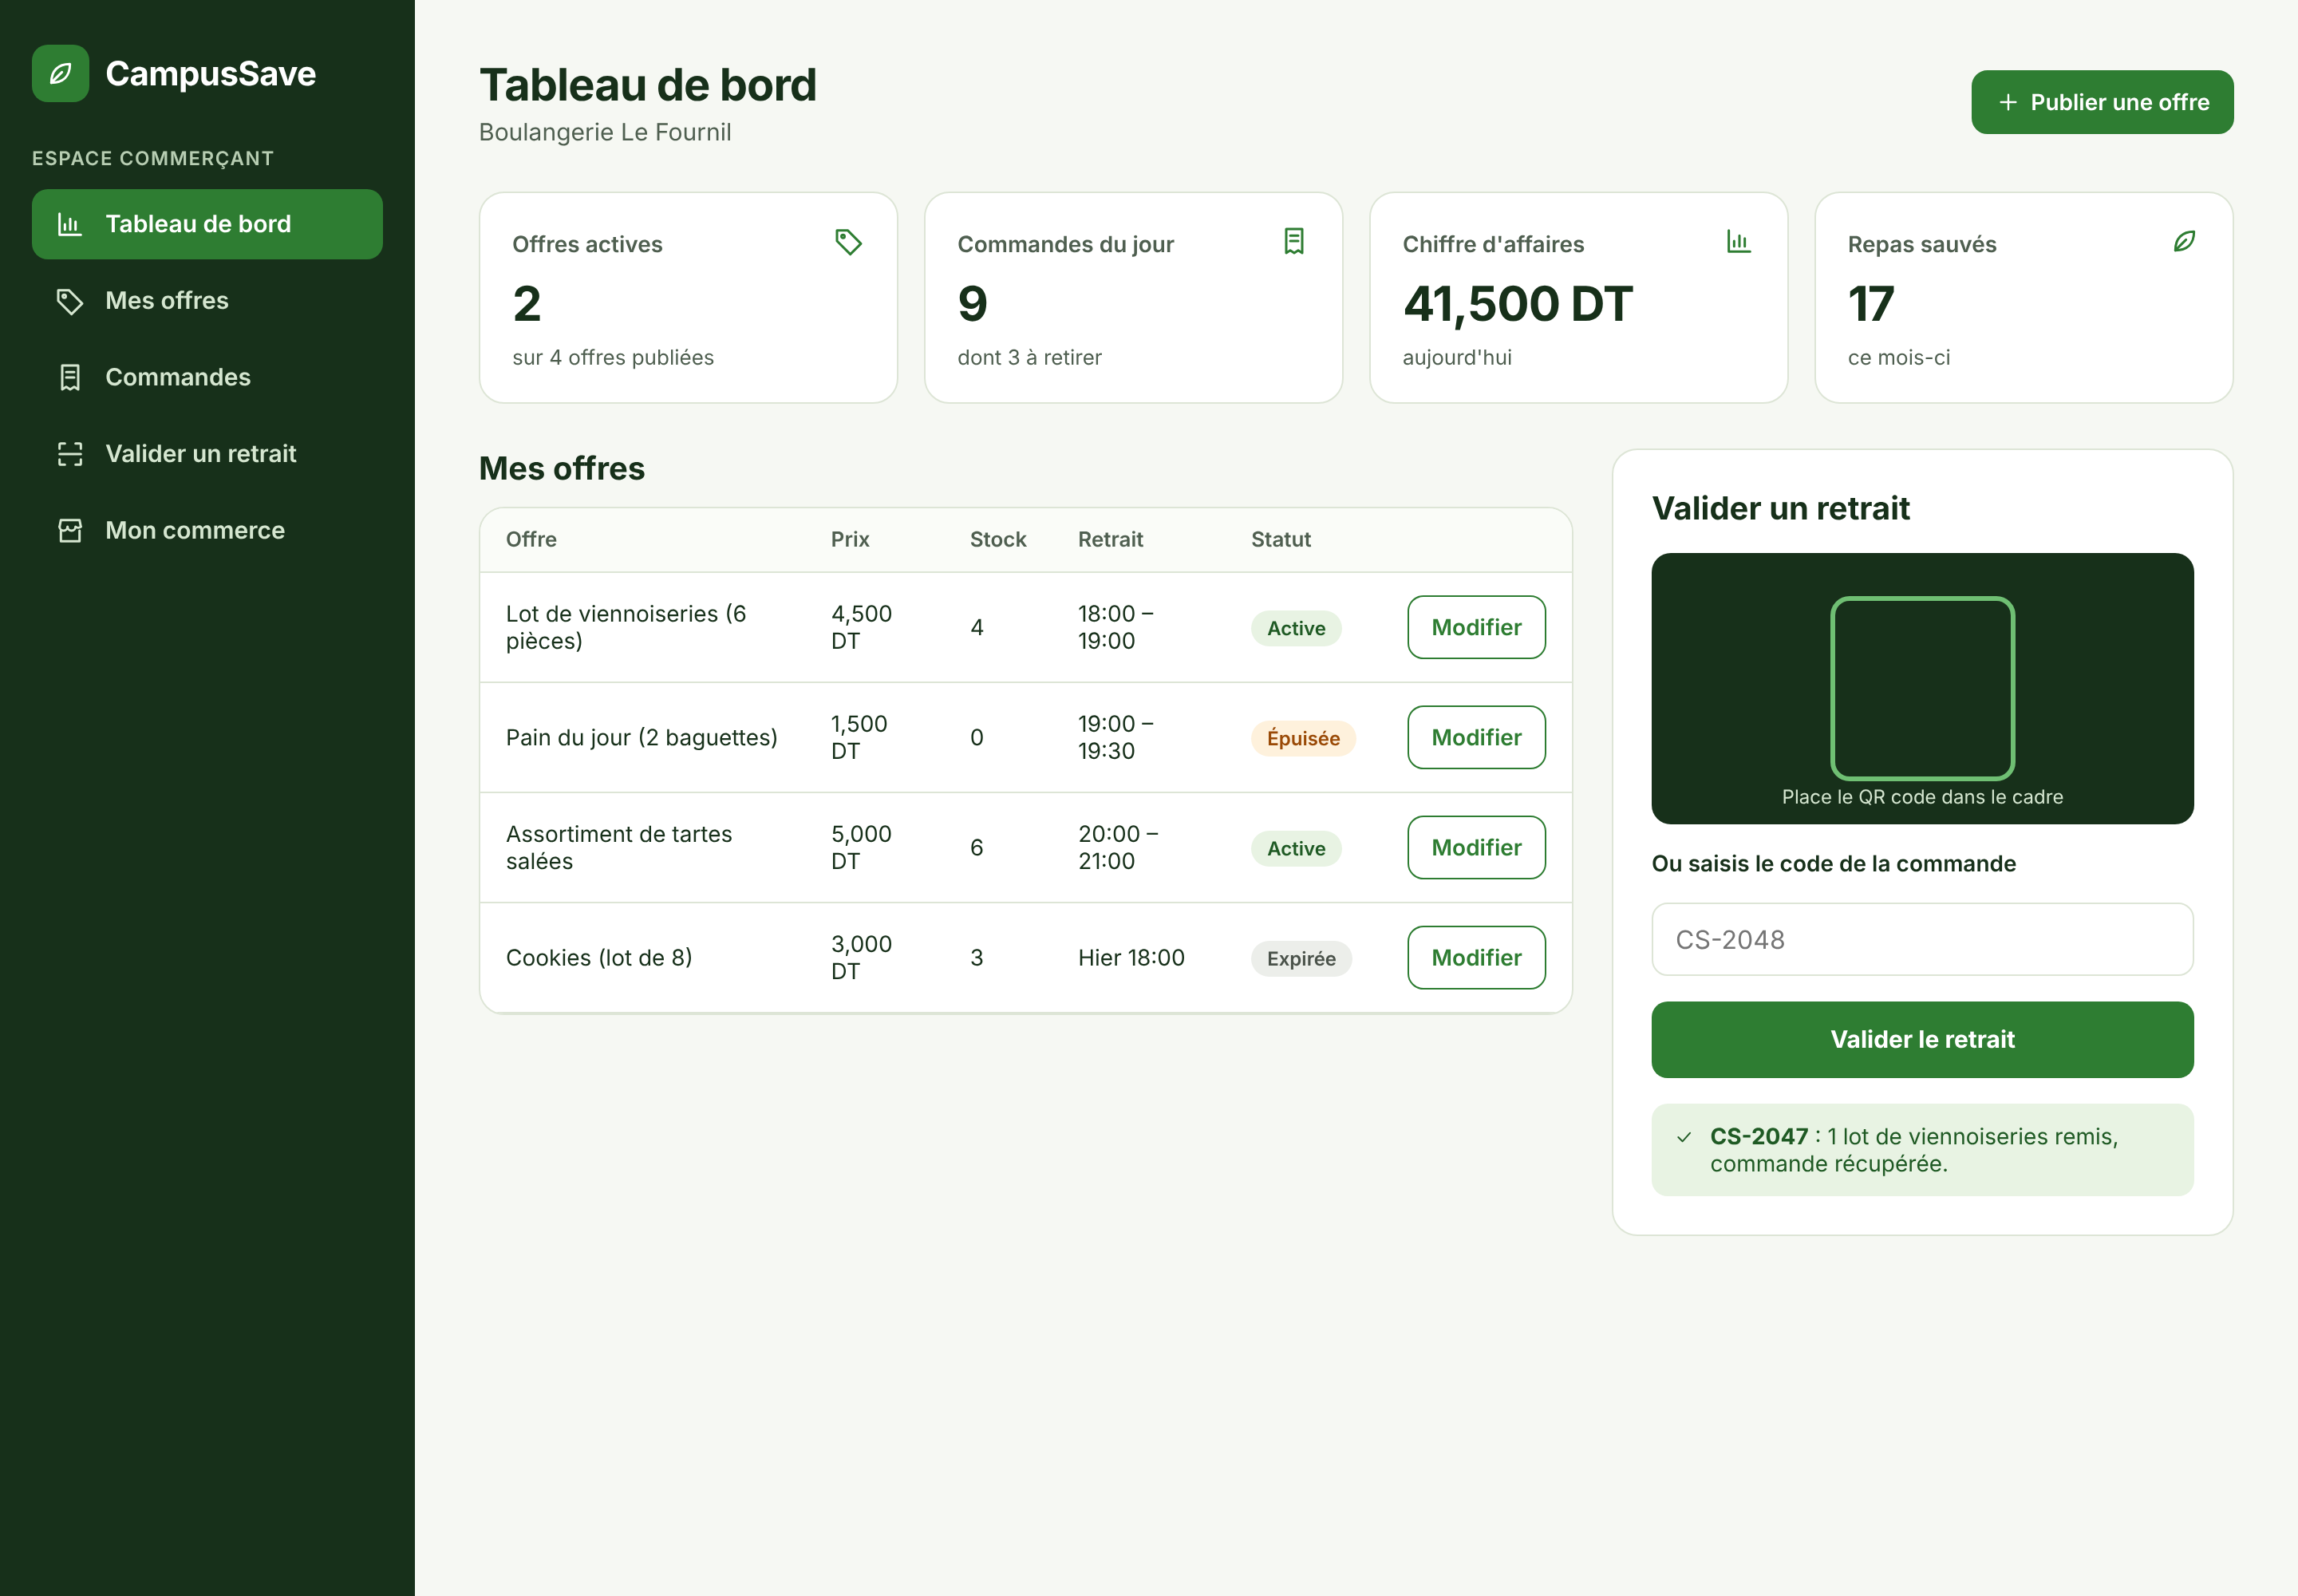 CampusSave
ESPACE COMMERÇANT
Tableau de bord
Mes offres
Commandes
Valider un retrait
Mon commerce
Tableau de bord
Boulangerie Le Fournil
Publier une offre
Offres actives
2
sur 4 offres publiées
Commandes du jour
9
dont 3 à retirer
Chiffre d'affaires
41,500 DT
aujourd'hui
Repas sauvés
17
ce mois-ci
Mes offres
Offre Prix Stock Retrait Statut
Lot de viennoiseries (6
pièces)
4,500
DT
4
18:00 –
19:00
Active
Modifier
Pain du jour (2 baguettes)
1,500
DT
0
19:00 –
19:30
Épuisée
Modifier
Assortiment de tartes
salées
5,000
DT
6
20:00 –
21:00
Active
Modifier
Cookies (lot de 8)
3,000
DT
3
Hier 18:00
Expirée
Modifier
Valider un retrait
Place le QR code dans le cadre
Ou saisis le code de la commande
CS-2048
Valider le retrait
CS-2047 : 1 lot de viennoiseries remis,
commande récupérée.